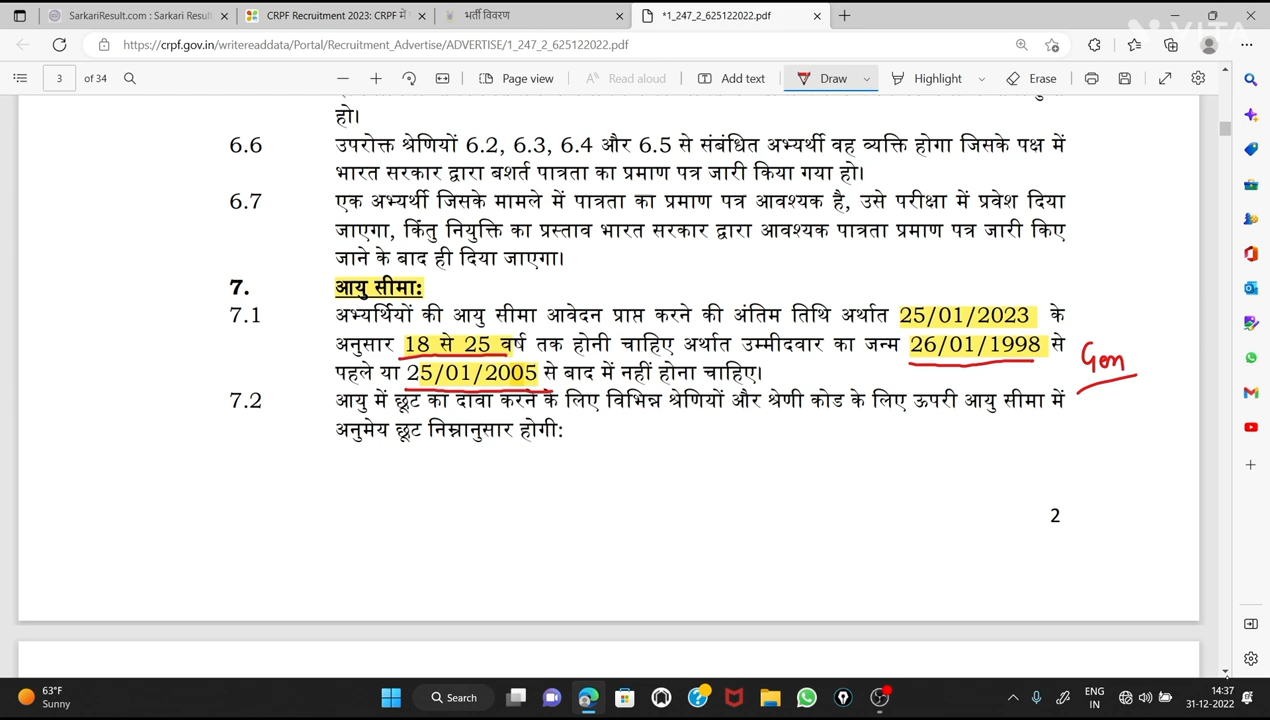 SarkariResult.com : Sarkari Resul
CRPF Recruitment 2023: CRPF में
भर्ती विवरण
*1_247_2_625122022.pdf
VITA
https://crpf.gov.in/writereaddata/Portal/Recruitment_Advertise/ADVERTISE/1_247_2_625122022.pdf
3 of 34
Page view
Read aloud
Add text
Draw
Highlight
Erase
हो।
6.6 उपरोक्त श्रेणियों 6.2, 6.3, 6.4 और 6.5 से संबंधित अभ्यर्थी वह व्यक्ति होगा जिसके पक्ष में
भारत सरकार द्वारा बशर्त पात्रता का प्रमाण पत्र जारी किया गया हो।
6.7 एक अभ्यर्थी जिसके मामले में पात्रता का प्रमाण पत्र आवश्यक है, उसे परीक्षा में प्रवेश दिया
जाएगा, किंतु नियुक्ति का प्रस्ताव भारत सरकार द्वारा आवश्यक पात्रता प्रमाण पत्र जारी किए
जाने के बाद ही दिया जाएगा।
7. आयु सीमा:
7.1 अभ्यर्थियों की आयु सीमा आवेदन प्राप्त करने की अंतिम तिथि अर्थात 25/01/2023 के
अनुसार 18 से 25 वर्ष तक होनी चाहिए अर्थात उम्मीदवार का जन्म 26/01/1998 से
पहले या 25/01/2005 से बाद में नहीं होना चाहिए।
Gen
7.2 आयु में छूट का दावा करने के लिए विभिन्न श्रेणियों और श्रेणी कोड के लिए ऊपरी आयु सीमा में
अनुमेय छूट निम्नानुसार होगी:
2
63°F
Sunny
Search
ENG
IN
14:37
31-12-2022